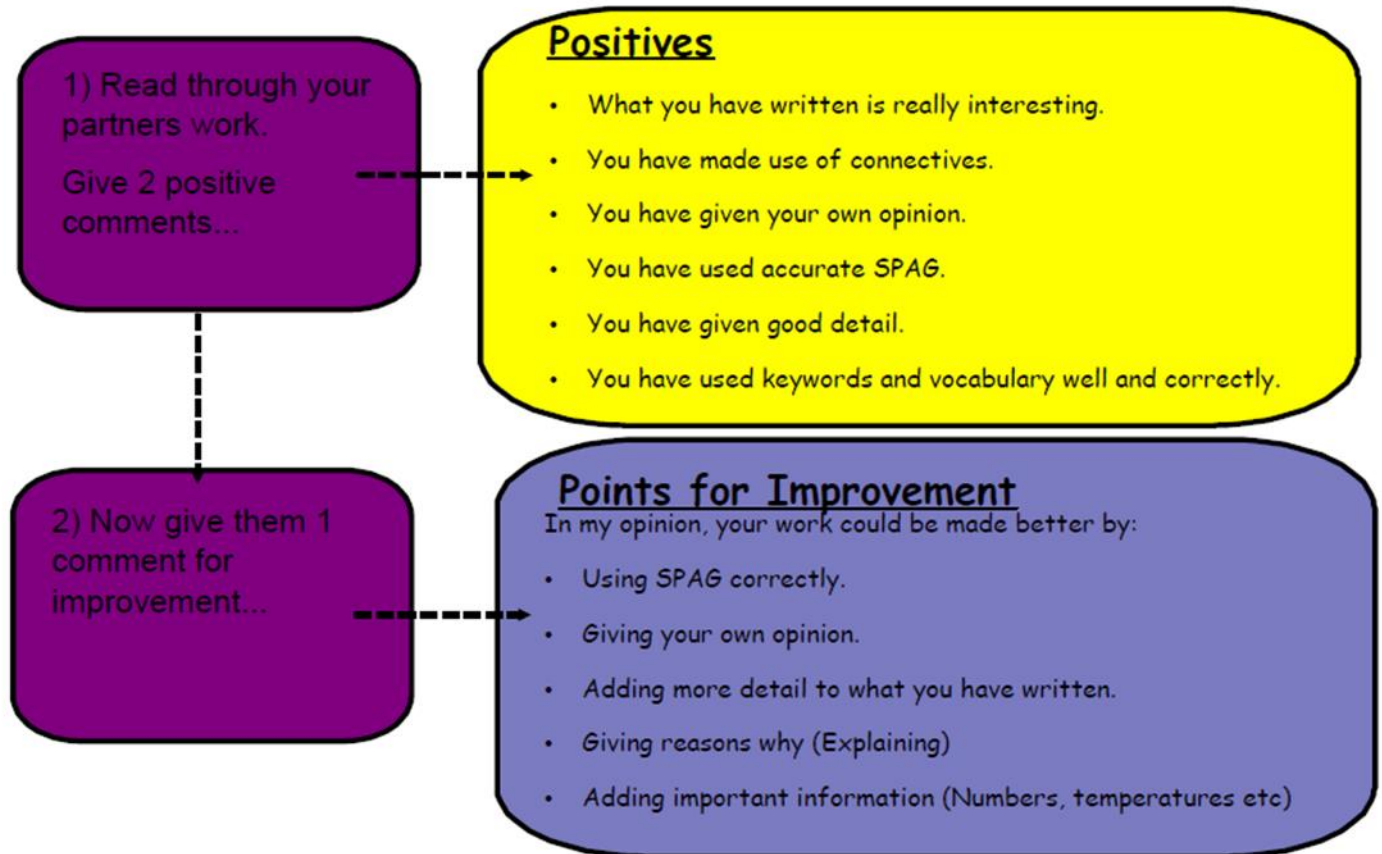 1) Read through your
partners work.
Give 2 positive
comments...
Positives
• What you have written is really interesting.
• You have made use of connectives.
• You have given your own opinion.
• You have used accurate SPAG.
• You have given good detail.
• You have used keywords and vocabulary well and correctly.
2) Now give them 1
comment for
improvement...
Points for Improvement
In my opinion, your work could be made better by:
• Using SPAG correctly.
• Giving your own opinion.
• Adding more detail to what you have written.
• Giving reasons why (Explaining)
• Adding important information (Numbers, temperatures etc)